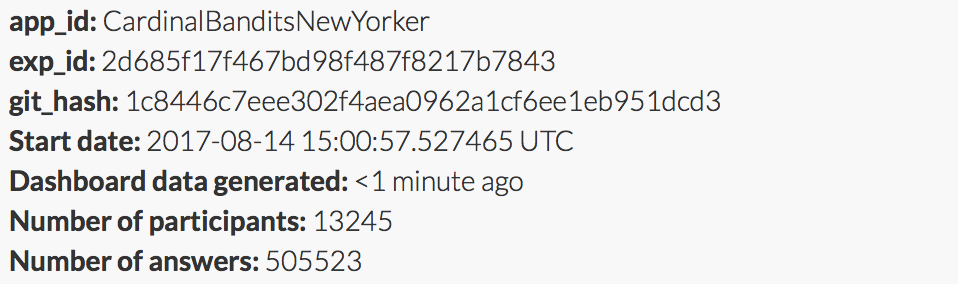 app_id: CardinalBanditsNewYorker
exp_id: 2d685f17f467bd98f487f8217b7843
git_hash: 1c8446c7eee302f4aea0962a1cf6ee1eb951dcd3
Start date: 2017-08-14 15:00:57.527465 UTC
Dashboard data generated: <1 minute ago
Number of participants: 13245
Number of answers: 505523